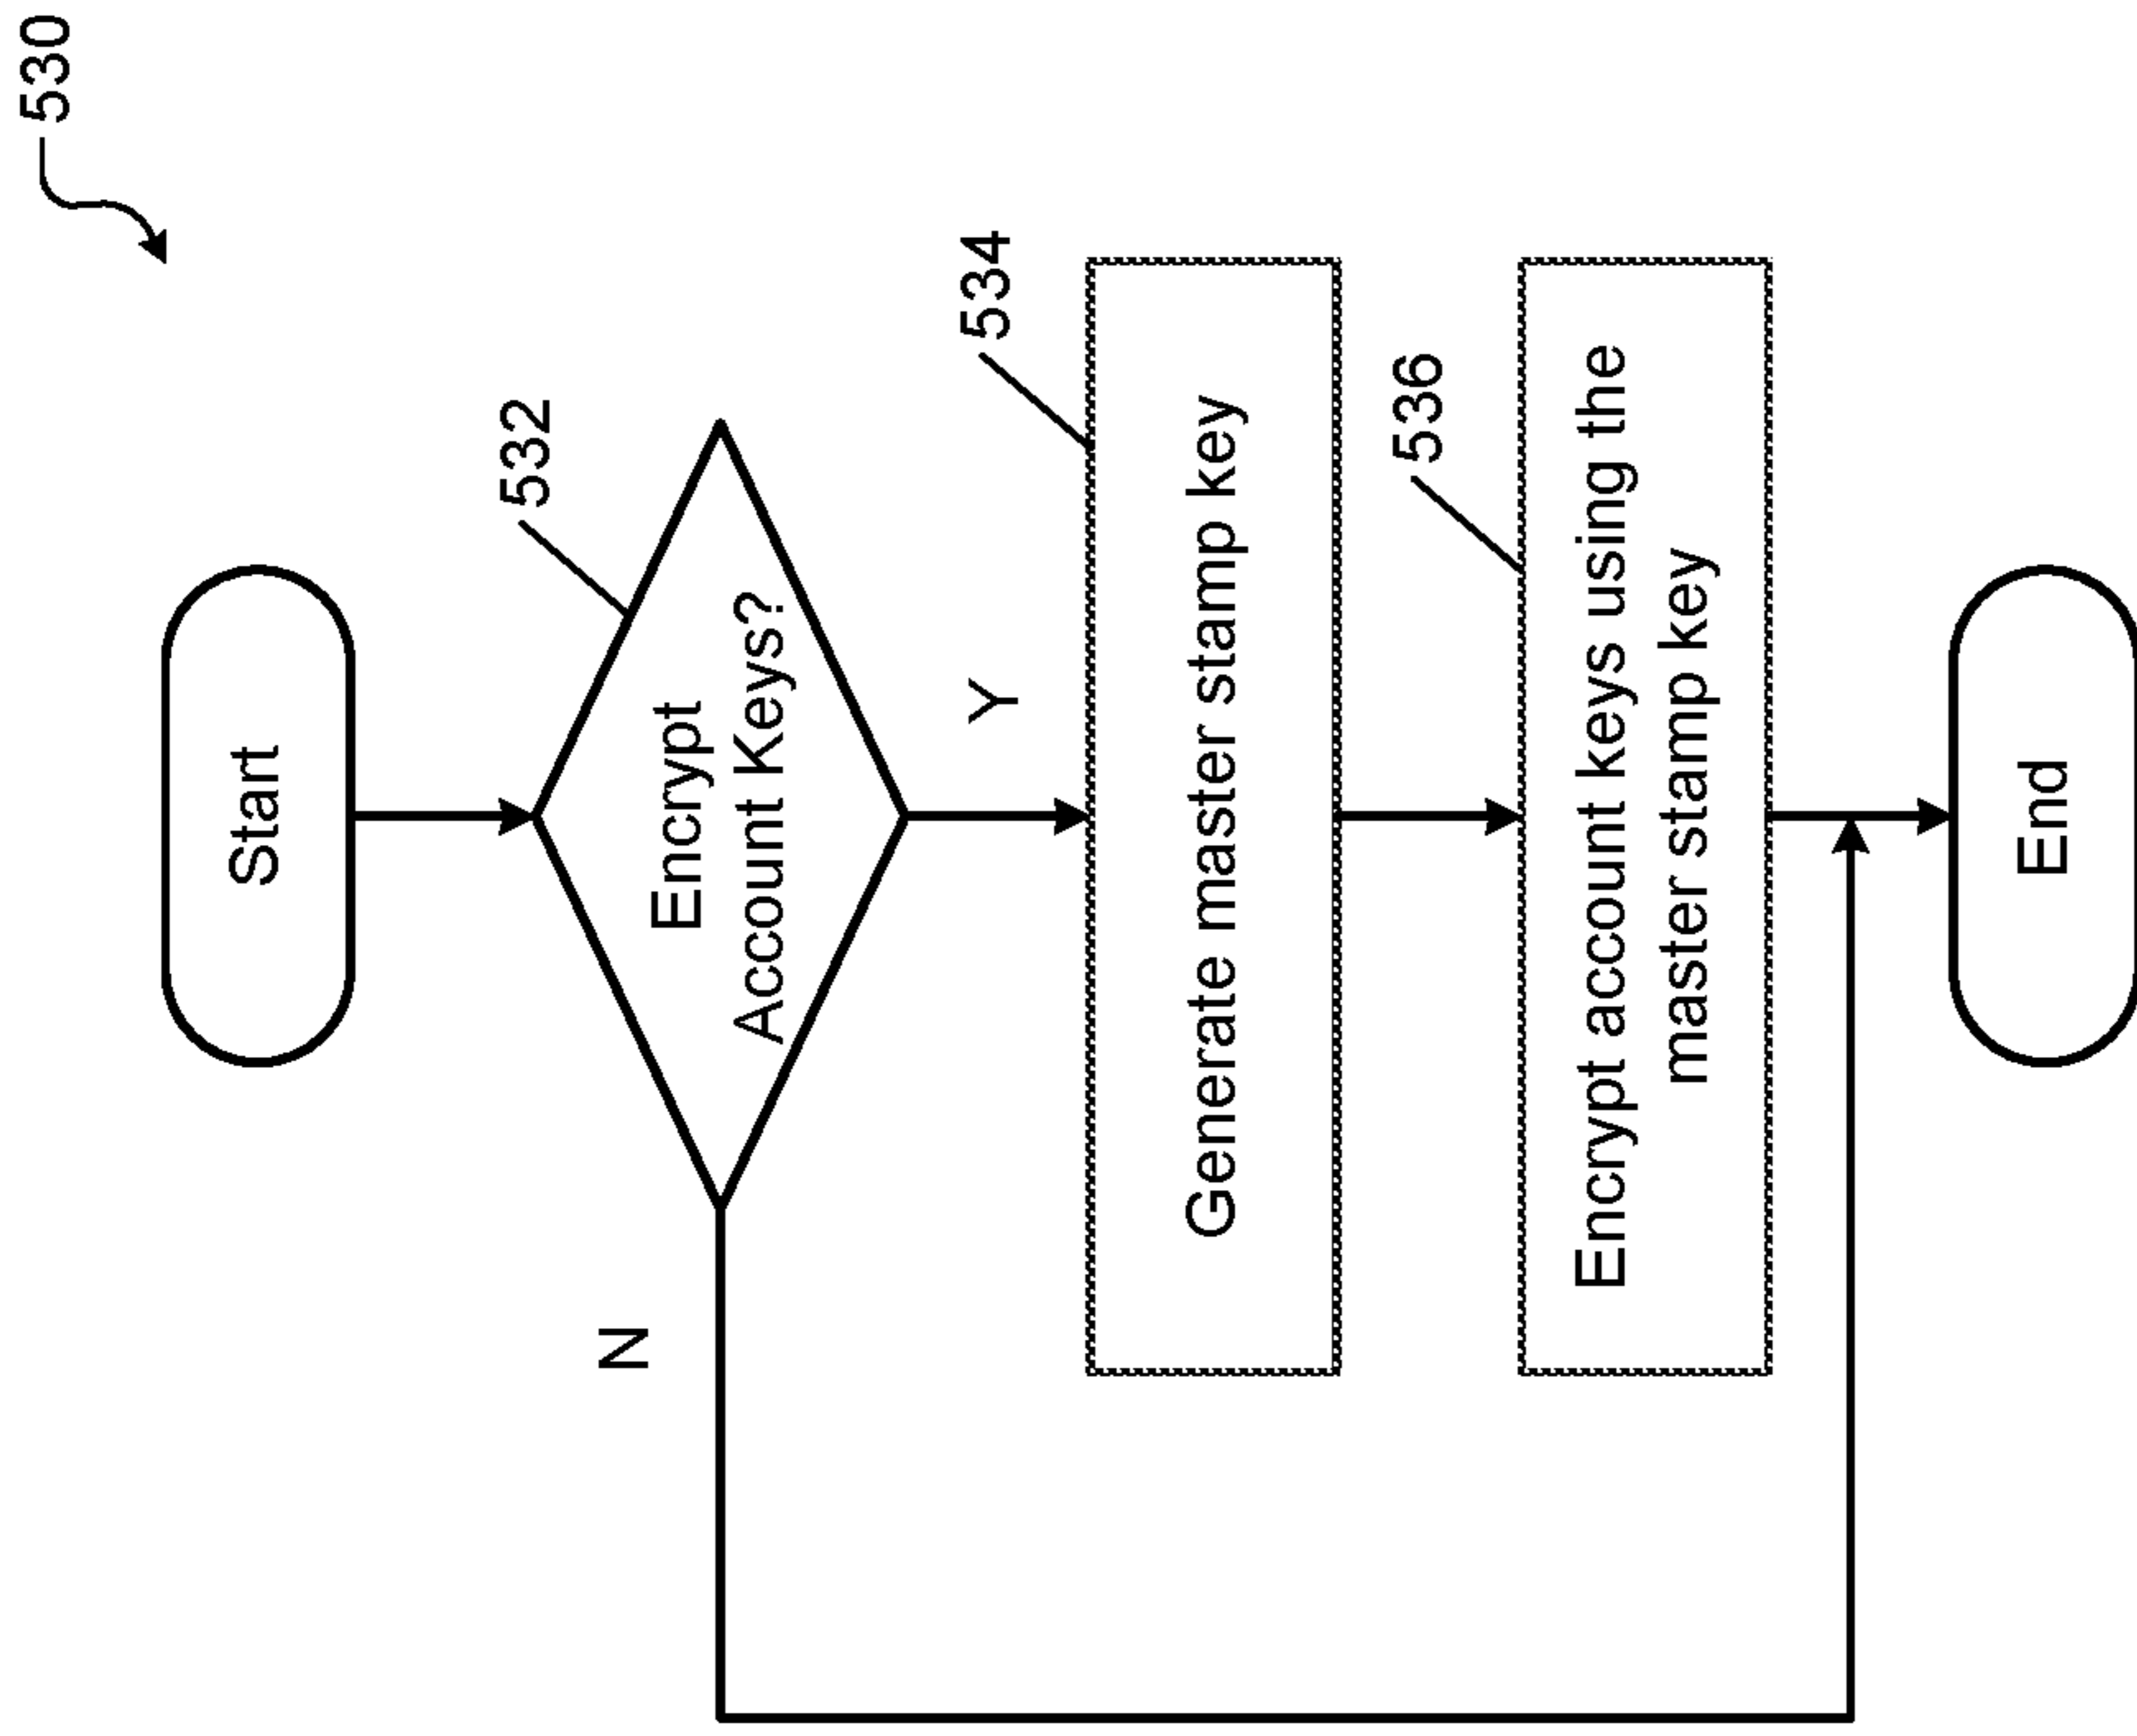 530
Start
532
Encrypt
Account Keys?
N
Y
534
Generate master stamp key
536
Encrypt account keys using the
master stamp key
End